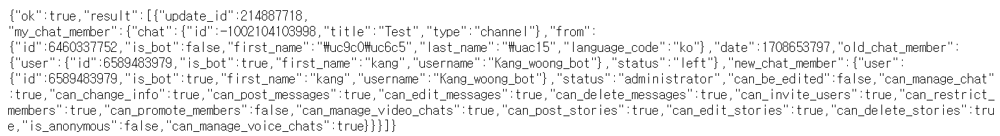 {"ok":true,"result":[{"update_id":214887718,
"my_chat_member":{"chat":{"id":-1002104103998,"title":"Test","type":"channel"},"from":
{"id":6460337752,"is_bot":false,"first_name":"₩uc9c0₩uc6c5","last_name":"₩uac15","language_code":"ko"},"date":1708653797,"old_chat_member":
{"user":{"id":6589483979,"is_bot":true,"first_name":"kang","username":"Kang_woong_bot"},"status":"left"},"new_chat_member":{"user":
{"id":6589483979,"is_bot":true,"first_name":"kang","username":"Kang_woong_bot"},"status":"administrator","can_be_edited":false,"can_manage_chat"
:true,"can_change_info":true,"can_post_messages":true,"can_edit_messages":true,"can_delete_messages":true,"can_invite_users":true,"can_restrict_
members":true,"can_promote_members":false,"can_manage_video_chats":true,"can_post_stories":true,"can_edit_stories":true,"can_delete_stories":tru
e,"is_anonymous":false,"can_manage_voice_chats":true}}}]}